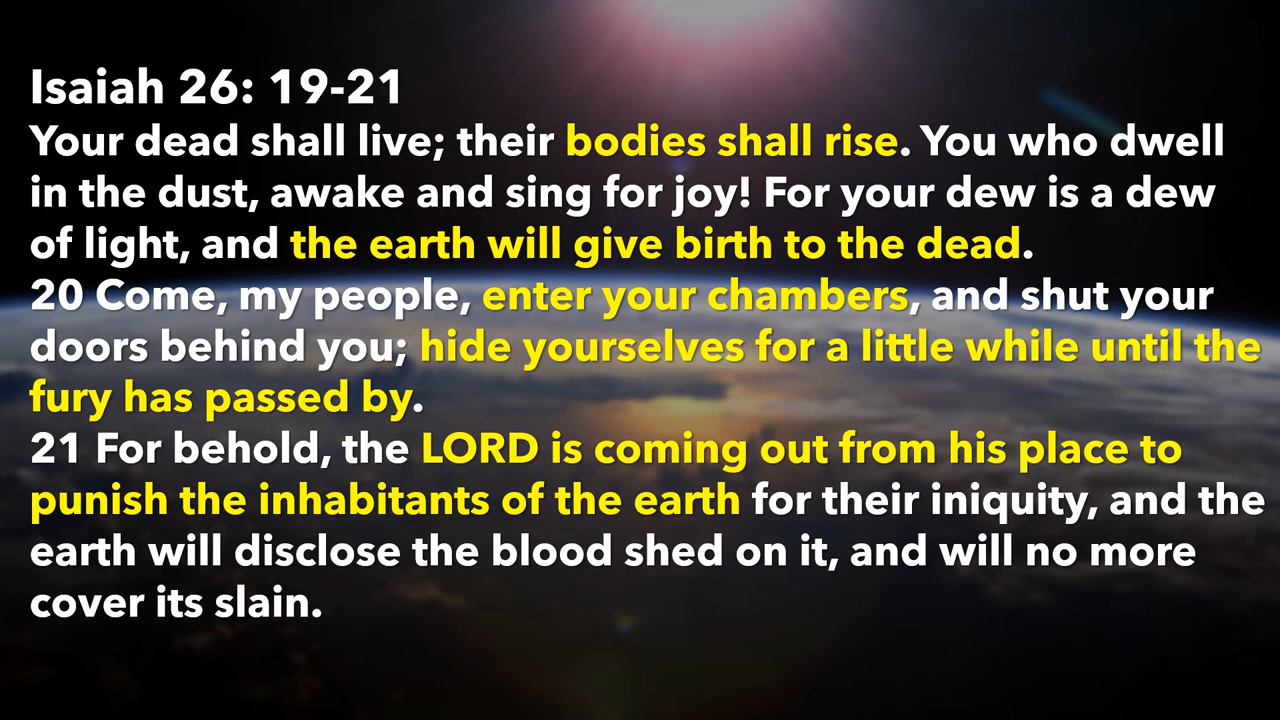 Isaiah 26: 19-21
Your dead shall live; their bodies shall rise. You who dwell
in the dust, awake and sing for joy! For your dew is a dew
of light, and the earth will give birth to the dead.
20 Come, my people, enter your chambers, and shut your
doors behind you; hide yourselves for a little while until the
fury has passed by.
21 For behold, the LORD is coming out from his place to
punish the inhabitants of the earth for their iniquity, and the
earth will disclose the blood shed on it, and will no more
cover its slain.